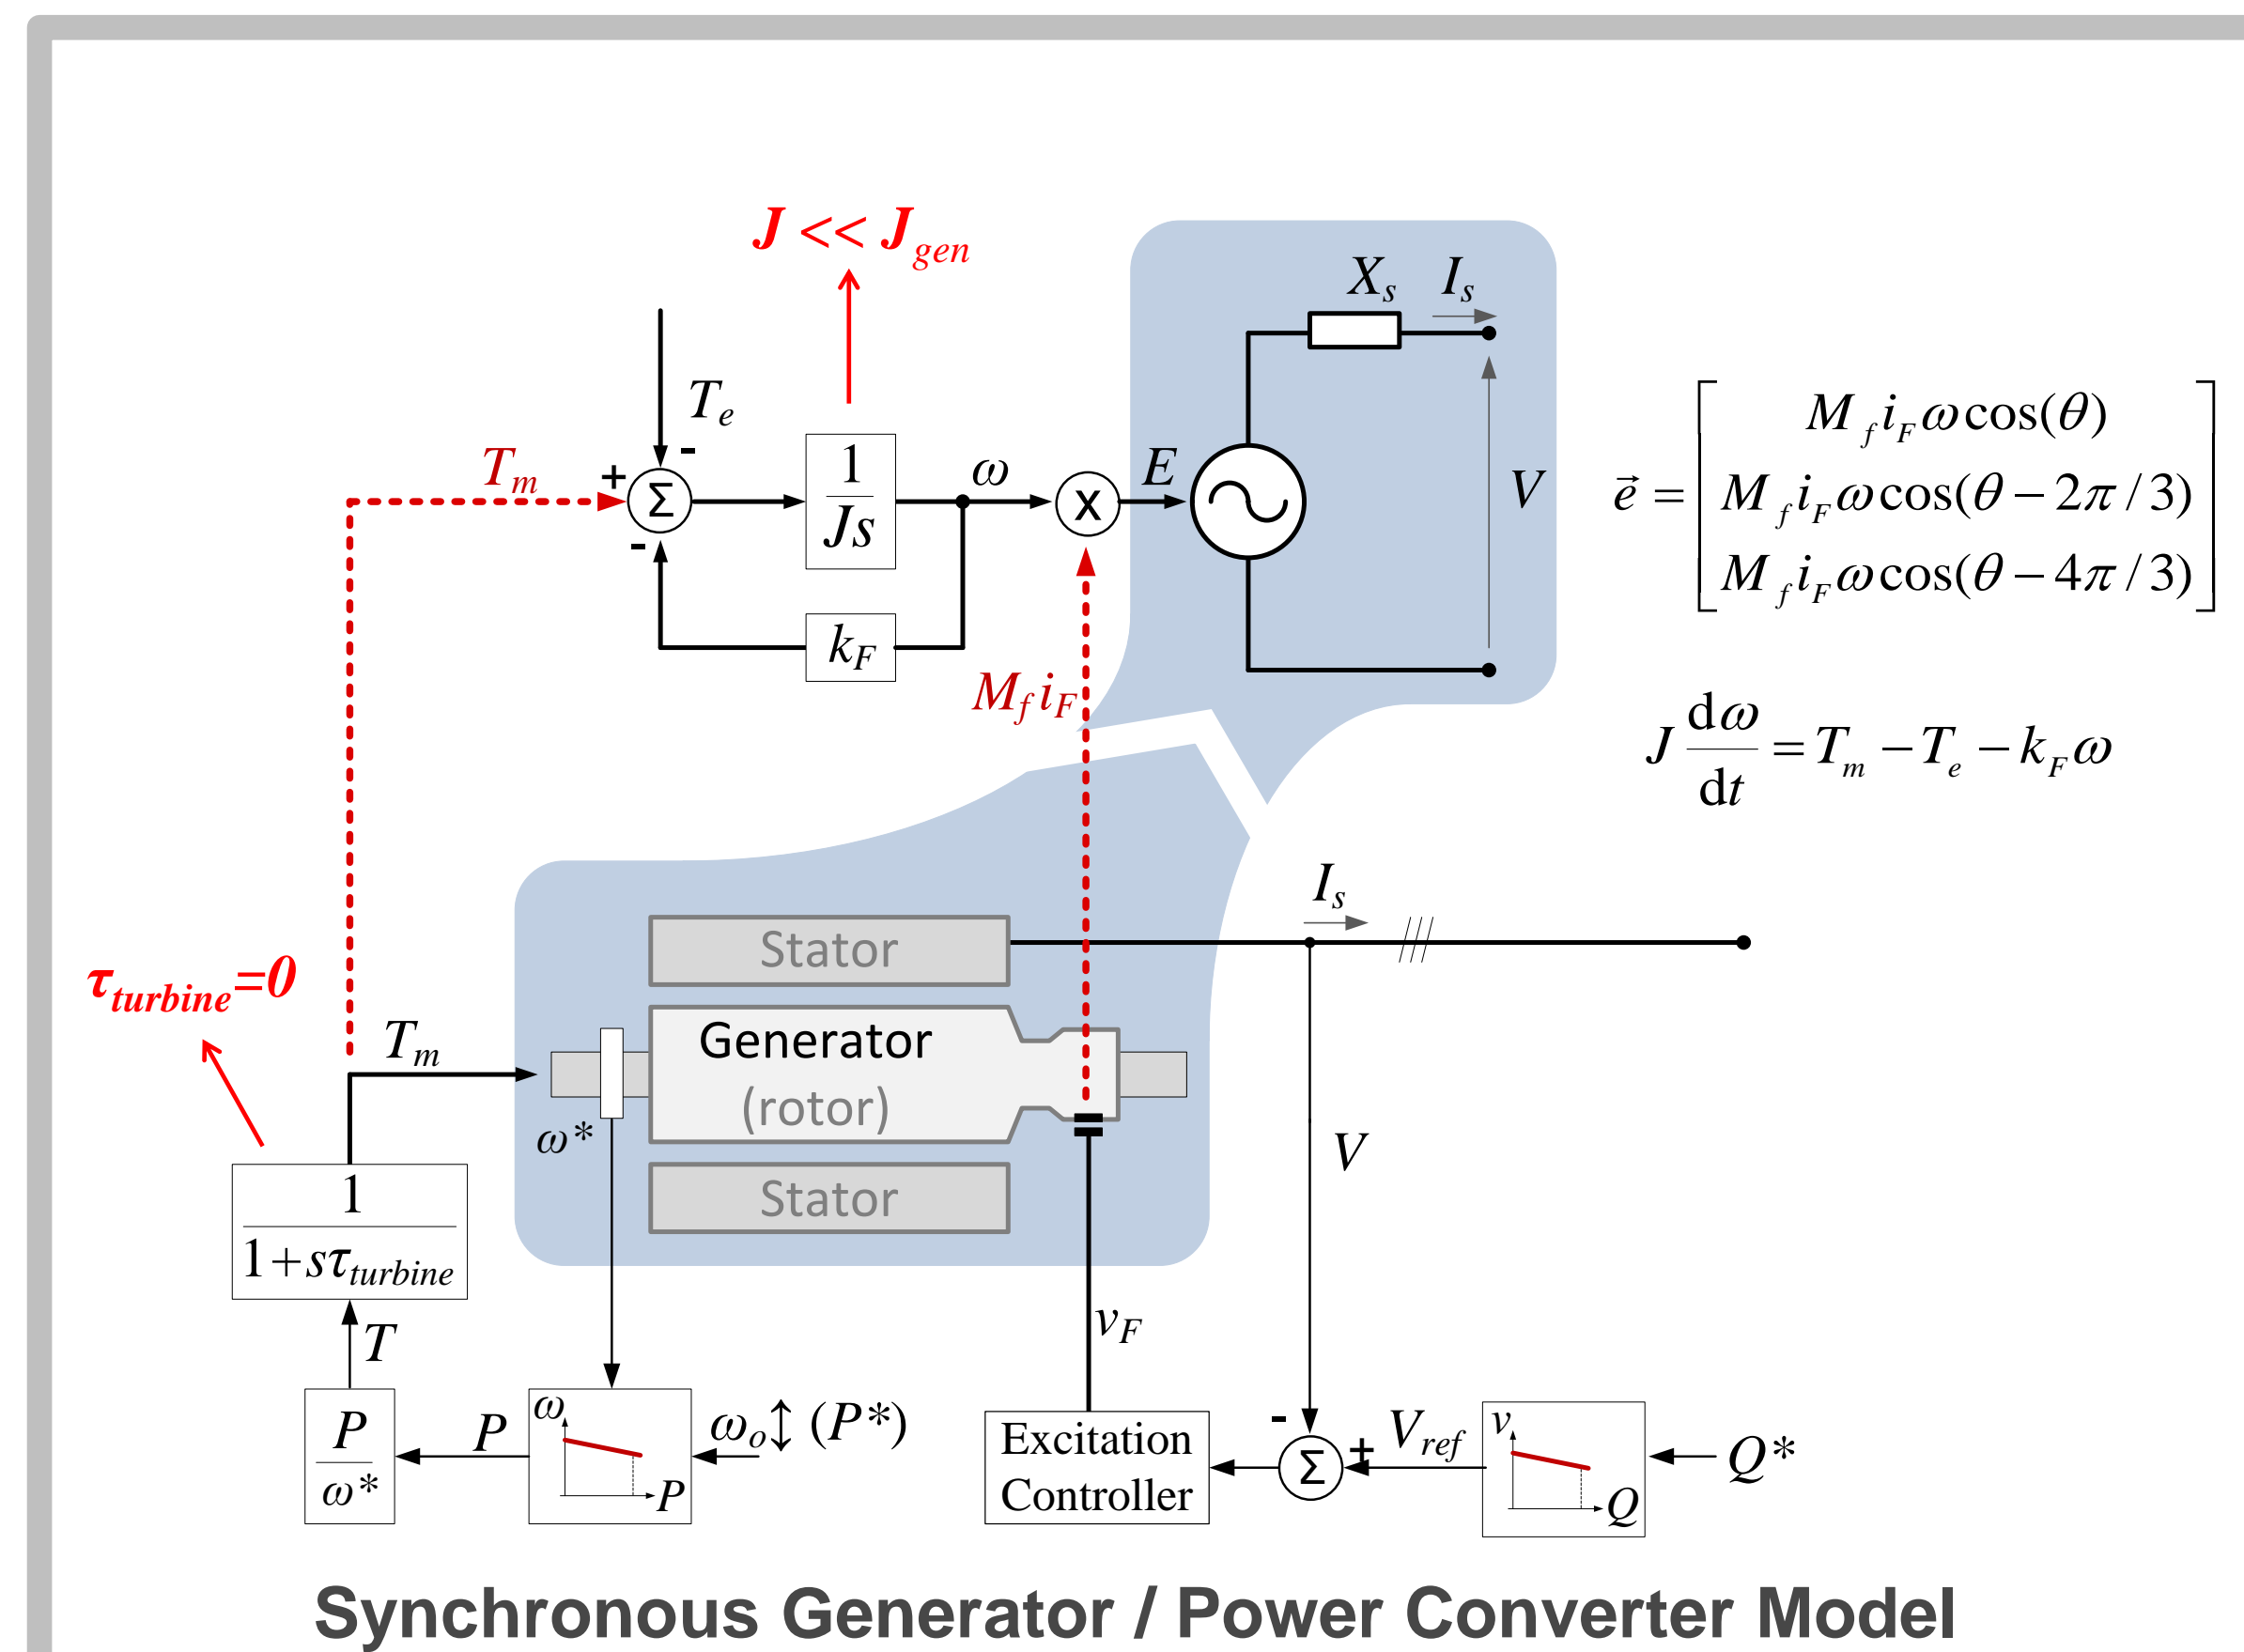 J << J_gen
X_s
I_s
T_e
-
T_m
+
Σ
-
1
Js
ω
X
E
V
k_F
M_f i_F
e⃗ = [ M_f i_F ω cos(θ)
M_f i_F ω cos(θ − 2π / 3)
M_f i_F ω cos(θ − 4π / 3) ]
J dω/dt = T_m − T_e − k_F ω
I_s
Stator
τ_turbine=0
T_m
Generator
(rotor)
ω*
V
Stator
1
1+sτ_turbine
T
v_F
P
ω*
P
ω
P
ω_o↕ (P*)
Excitation
Controller
-
Σ
+
V_ref
v
Q
Q*
Synchronous Generator / Power Converter Model